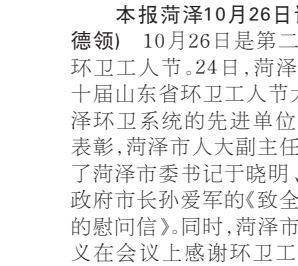 本报菏泽10月26日
德领) 10月26日是第二
环卫工人节。24日,菏泽
十届山东省环卫工人节
泽环卫系统的先进单位
表彰,菏泽市人大副主任
了菏泽市委书记于晓明、
政府市长孙爱军的《致全
的慰问信》。同时,菏泽市
义在会议上感谢环卫工